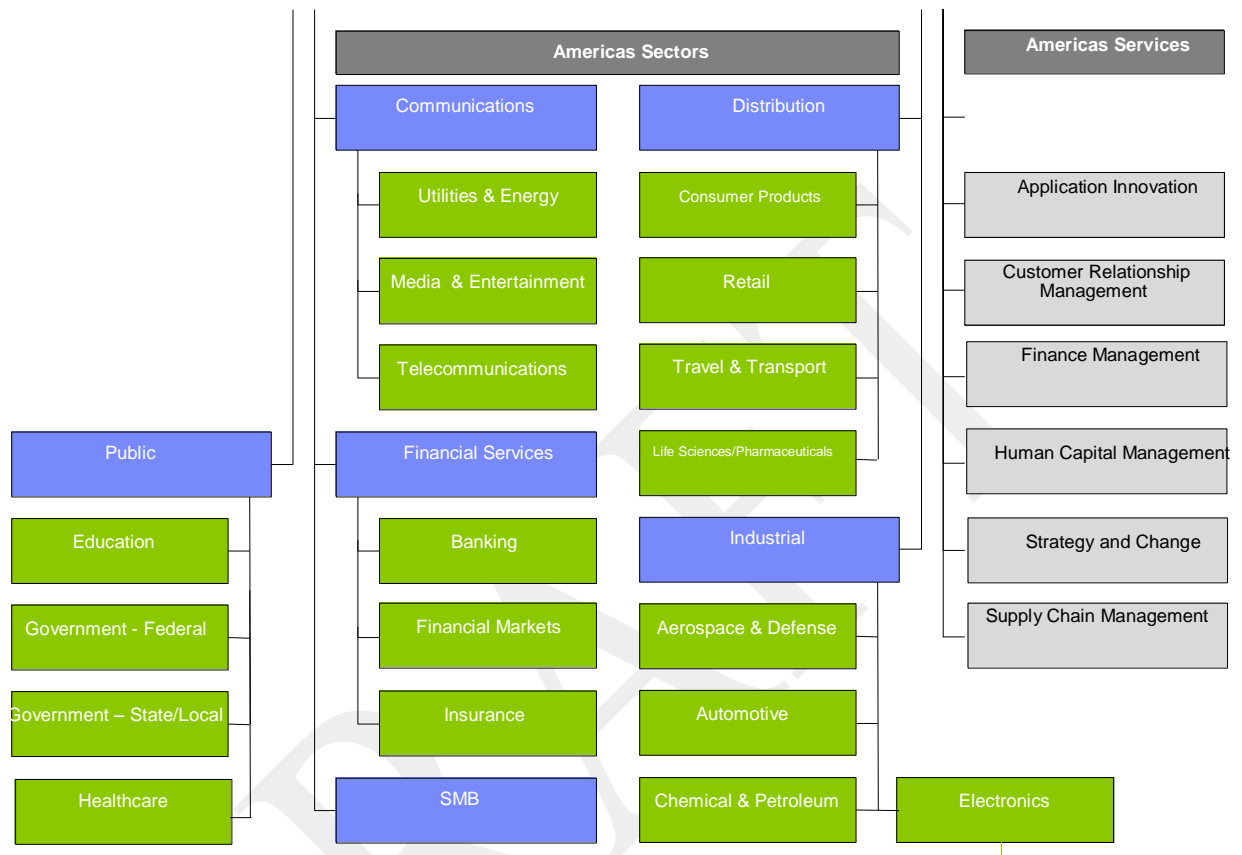 Americas Sectors
Americas Services
Communications
Distribution
Utilities & Energy
Consumer Products
Application Innovation
Media & Entertainment
Retail
Customer Relationship
Management
Telecommunications
Travel & Transport
Finance Management
Public
Financial Services
Life Sciences/Pharmaceuticals
Human Capital Management
Education
Banking
Industrial
Strategy and Change
Government - Federal
Financial Markets
Aerospace & Defense
Supply Chain Management
Government – State/Local
Insurance
Automotive
Healthcare
SMB
Chemical & Petroleum
Electronics
DRAFT